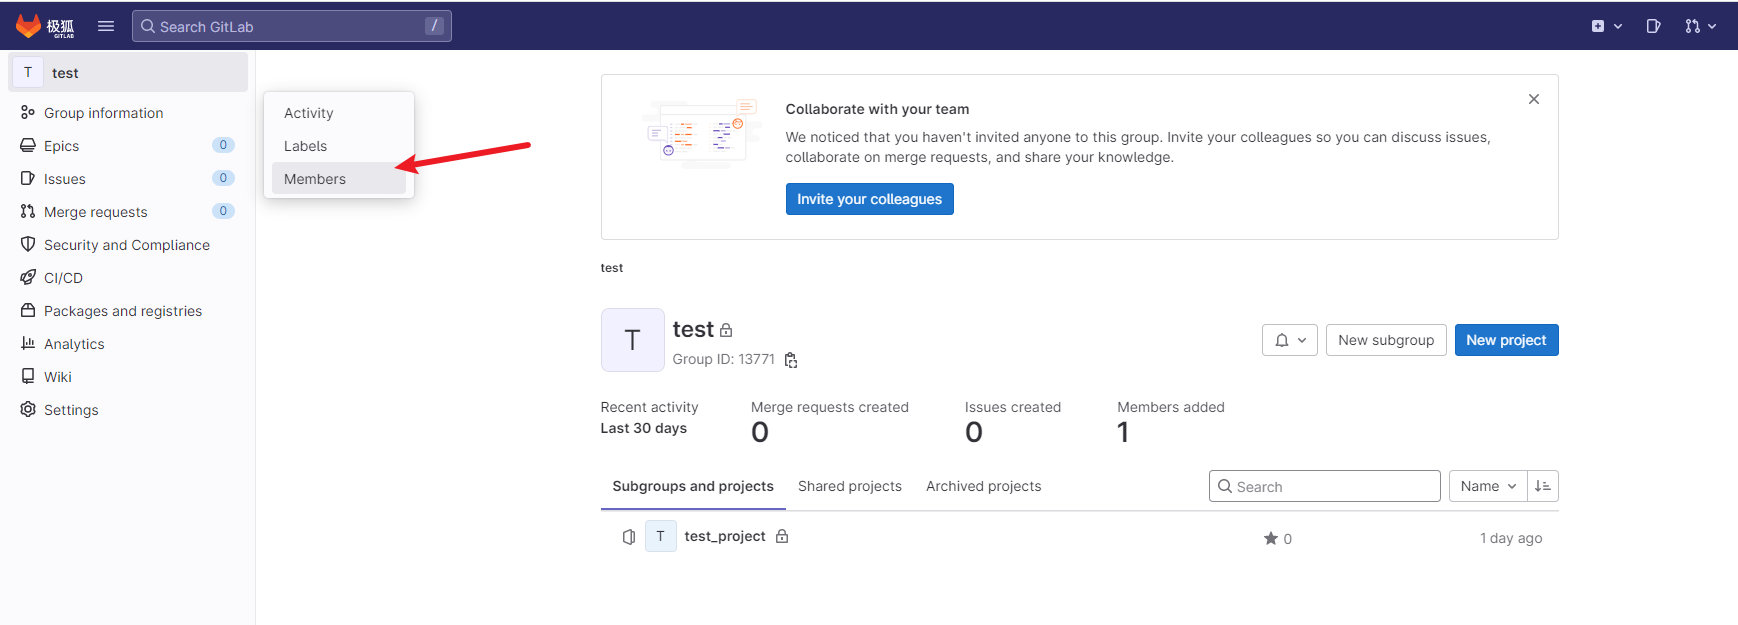 极狐
GITLAB
Search GitLab
/
T
test
Group information
Epics
0
Issues
0
Merge requests
0
Security and Compliance
CI/CD
Packages and registries
Analytics
Wiki
Settings
Activity
Labels
Members
Collaborate with your team
We noticed that you haven't invited anyone to this group. Invite your colleagues so you can discuss issues,
collaborate on merge requests, and share your knowledge.
Invite your colleagues
test
T
test
Group ID: 13771
New subgroup
New project
Recent activity
Last 30 days
Merge requests created
0
Issues created
0
Members added
1
Subgroups and projects
Shared projects
Archived projects
Search
Name
T
test_project
0
1 day ago